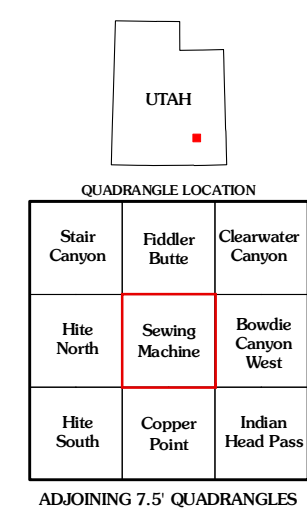 UTAH
QUADRANGLE LOCATION
Stair
Canyon
Fiddler
Butte
Clearwater
Canyon
Hite
North
Sewing
Machine
Bowdie
Canyon
West
Hite
South
Copper
Point
Indian
Head Pass
ADJOINING 7.5' QUADRANGLES